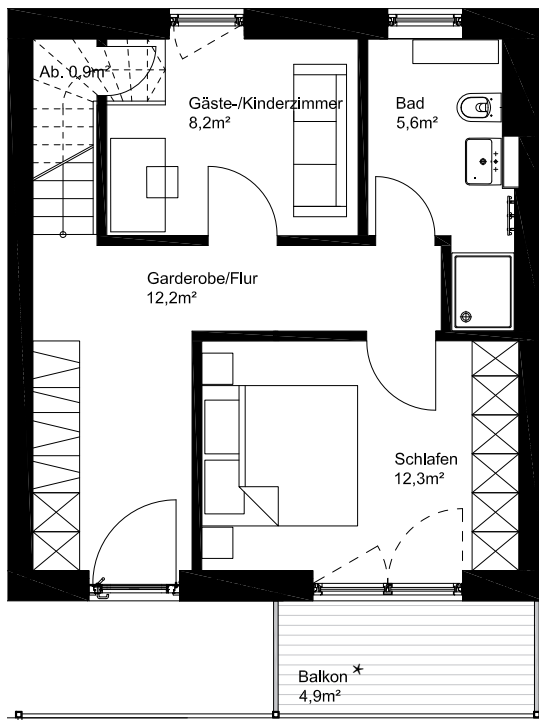 Ab. 0,9m²
Gäste-/Kinderzimmer
8,2m²
Bad
5,6m²
Garderobe/Flur
12,2m²
Schlafen
12,3m²
Balkon *
4,9m²